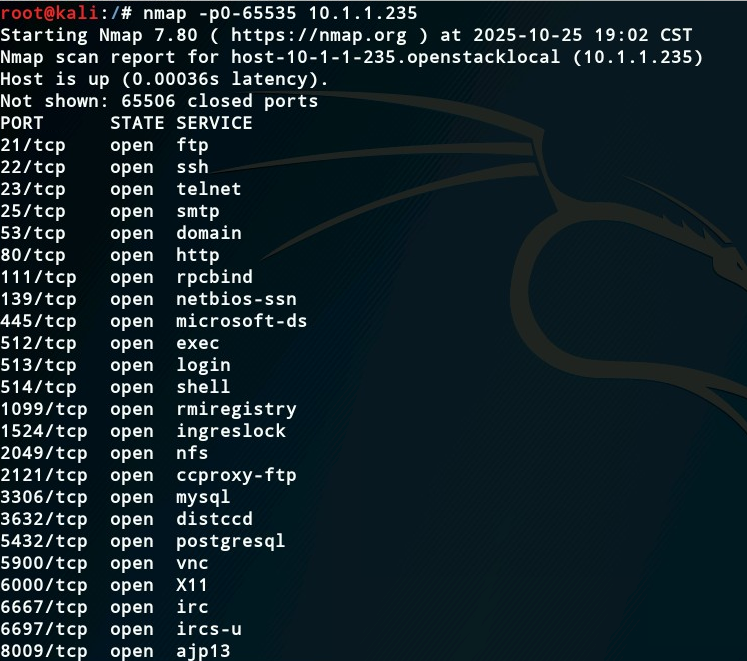 root@kali:/# nmap -p0-65535 10.1.1.235
Starting Nmap 7.80 ( https://nmap.org ) at 2025-10-25 19:02 CST
Nmap scan report for host-10-1-1-235.openstacklocal (10.1.1.235)
Host is up (0.00036s latency).
Not shown: 65506 closed ports
PORT     STATE SERVICE
21/tcp   open  ftp
22/tcp   open  ssh
23/tcp   open  telnet
25/tcp   open  smtp
53/tcp   open  domain
80/tcp   open  http
111/tcp  open  rpcbind
139/tcp  open  netbios-ssn
445/tcp  open  microsoft-ds
512/tcp  open  exec
513/tcp  open  login
514/tcp  open  shell
1099/tcp open  rmiregistry
1524/tcp open  ingreslock
2049/tcp open  nfs
2121/tcp open  ccproxy-ftp
3306/tcp open  mysql
3632/tcp open  distccd
5432/tcp open  postgresql
5900/tcp open  vnc
6000/tcp open  X11
6667/tcp open  irc
6697/tcp open  ircs-u
8009/tcp open  ajp13